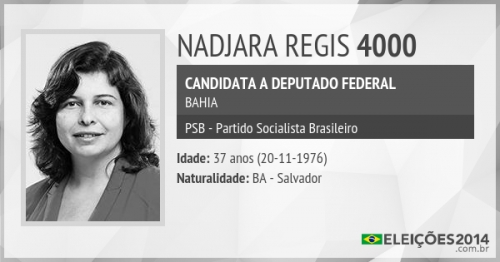 NADJARA REGIS 4000
CANDIDATA A DEPUTADO FEDERAL
BAHIA
PSB - Partido Socialista Brasileiro
Idade: 37 anos (20-11-1976)
Naturalidade: BA - Salvador
ELEIÇÕES2014
.com.br